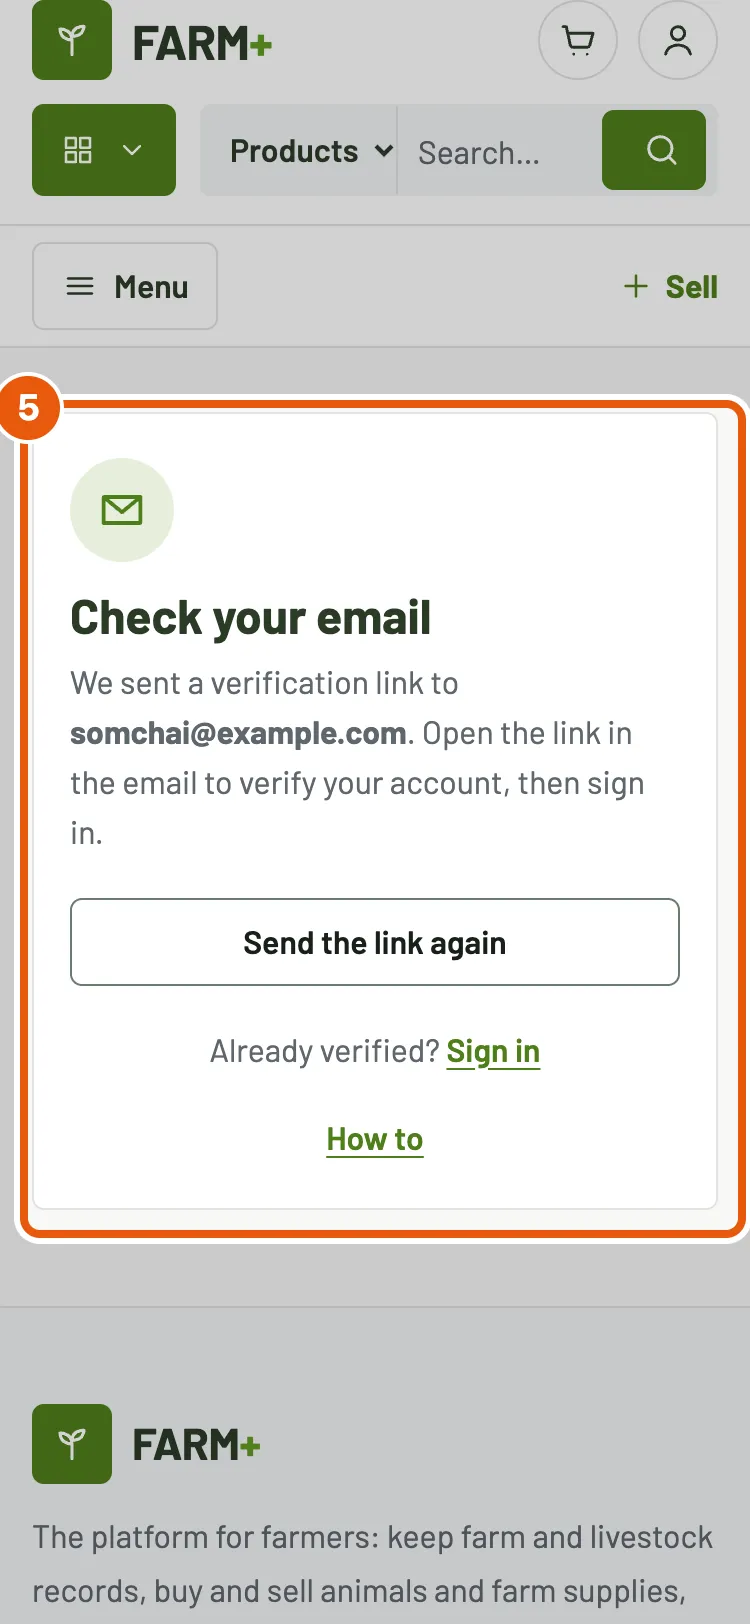 FARM+
Products
Search...
Menu
+ Sell
5
Check your email
We sent a verification link to
somchai@example.com. Open the link in
the email to verify your account, then sign
in.
Send the link again
Already verified? Sign in
How to
FARM+
The platform for farmers: keep farm and livestock
records, buy and sell animals and farm supplies,